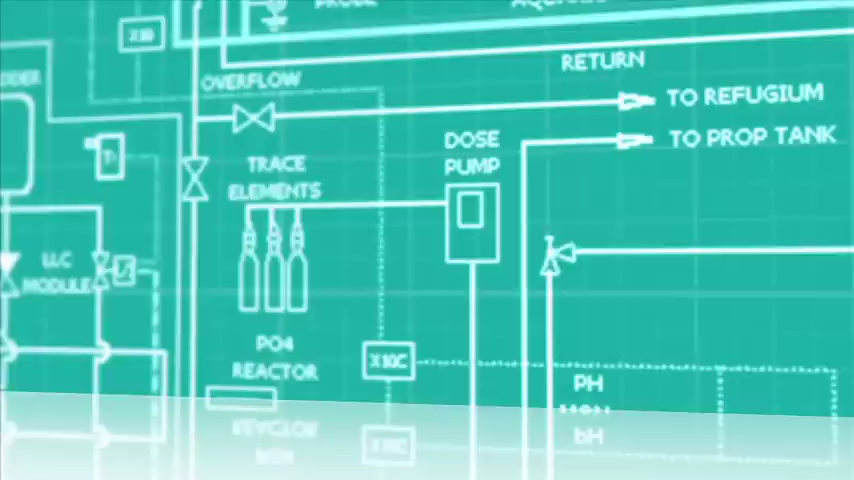 OVERFLOW
RETURN
TO REFUGIUM
TO PROP TANK
DOSE
PUMP
TRACE
ELEMENTS
LLC
MODULE
PO4
REACTOR
X10C
PH